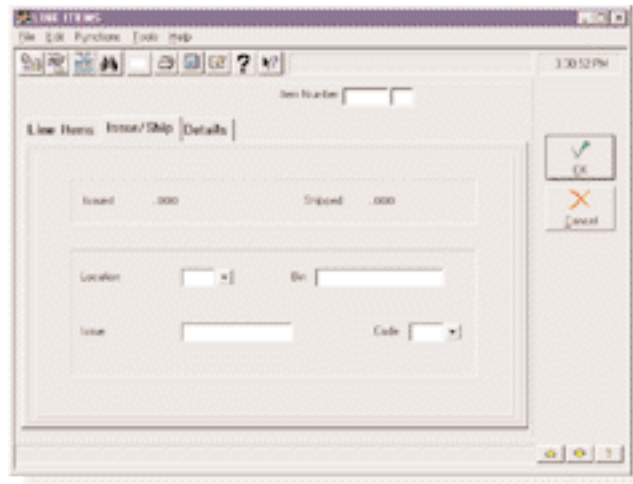 LINE ITEMS
File Edit Functions Tools Help
? ?
3:30:52 PM
Item Number
Line Items Issue/Ship Details
OK
Issued .000 Shipped .000
Cancel
Location Bin
Issue Code
?